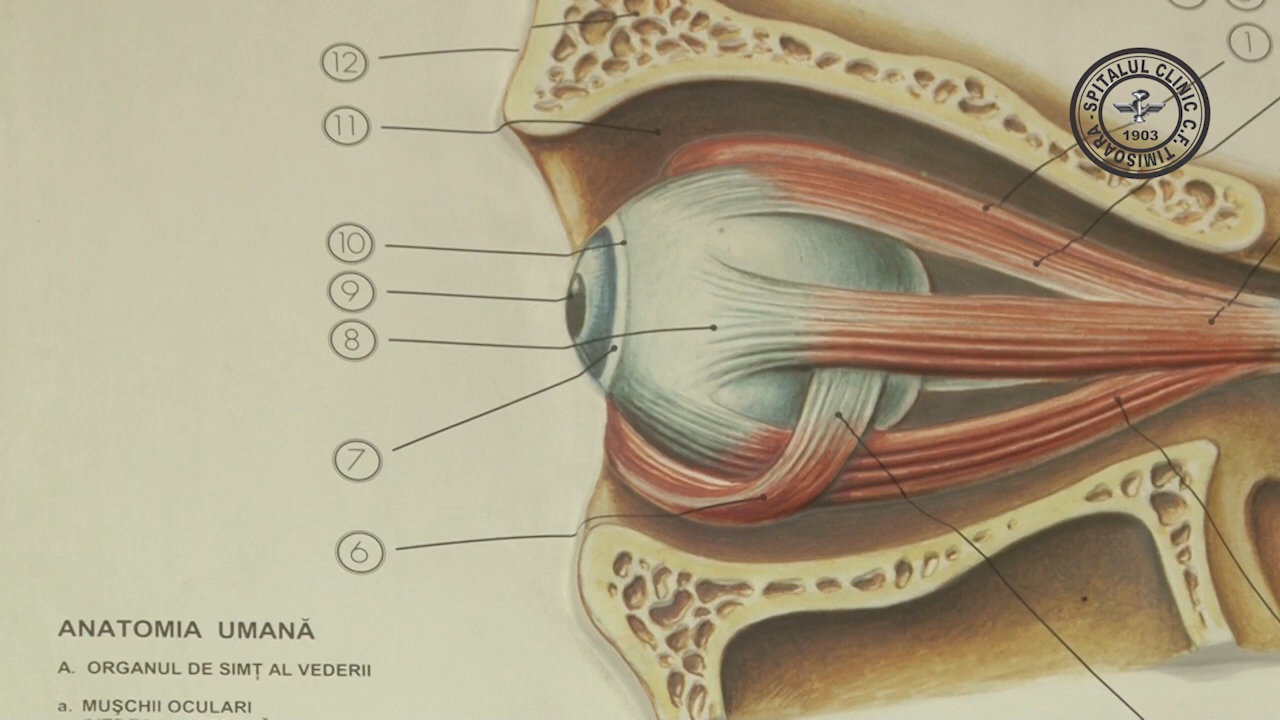 12
11
10
9
8
7
6
1
SPITALUL CLINIC C.F. TIMISOARA
1903
ANATOMIA UMANĂ
A. ORGANUL DE SIMȚ AL VEDERII
a. MUȘCHII OCULARI